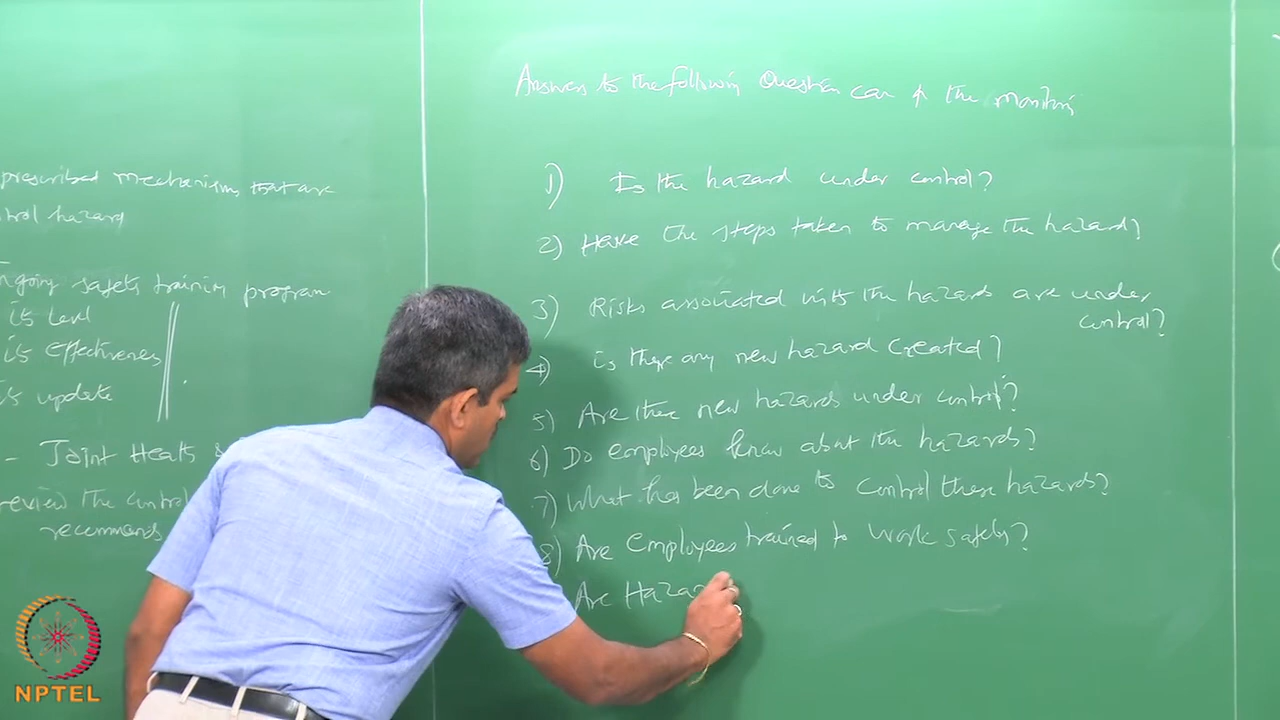 prescribed mechanisms that are
trol hazard
going safety training program
its level
its effectiveness
its update
- Joint Health
review the control
recommends
Answers to the following Question can ↑ the monitoring
1) Is the hazard under control?
2) Have the steps taken to manage the hazard?
3) Risks associated with the hazards are under
control?
4) is there any new hazard created?
5) Are these new hazards under control?
6) Do employees know about the hazards?
7) What has been done to control these hazards?
8) Are employees trained to work safely?
Are Haza
NPTEL